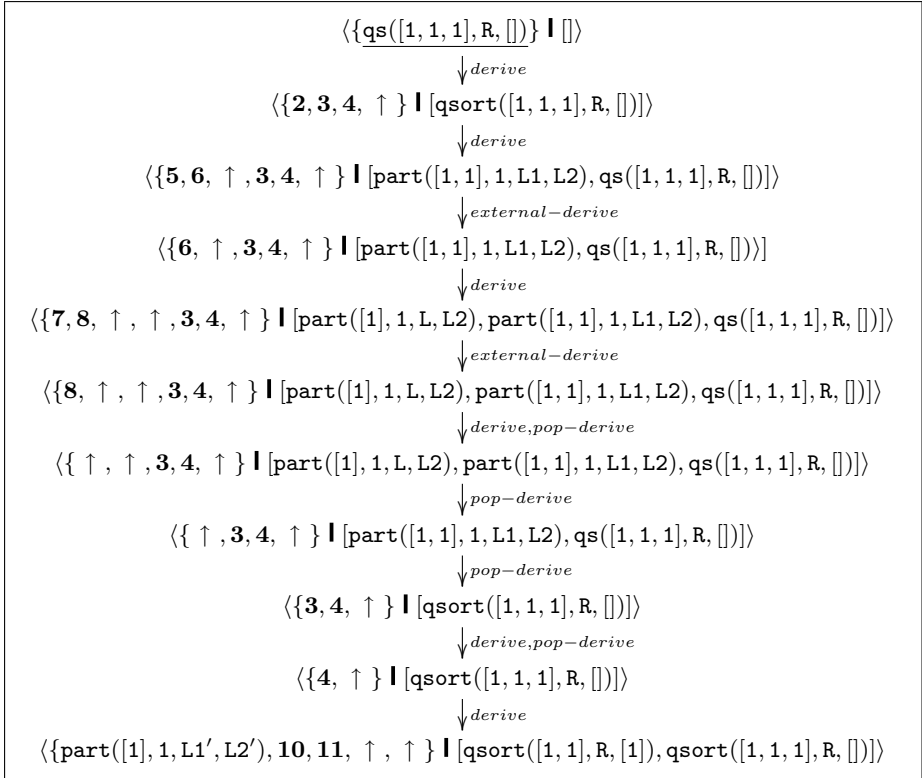 ⟨{qs([1,1,1],R,[])} ❙ []⟩
↓ derive
⟨{2,3,4, ↑ } ❙ [qsort([1,1,1],R,[])]⟩
↓ derive
⟨{5,6, ↑ ,3,4, ↑ } ❙ [part([1,1],1,L1,L2),qs([1,1,1],R,[])]⟩
↓ external−derive
⟨{6, ↑ ,3,4, ↑ } ❙ [part([1,1],1,L1,L2),qs([1,1,1],R,[])⟩]
↓ derive
⟨{7,8, ↑ , ↑ ,3,4, ↑ } ❙ [part([1],1,L,L2),part([1,1],1,L1,L2),qs([1,1,1],R,[])]⟩
↓ external−derive
⟨{8, ↑ , ↑ ,3,4, ↑ } ❙ [part([1],1,L,L2),part([1,1],1,L1,L2),qs([1,1,1],R,[])]⟩
↓ derive,pop−derive
⟨{ ↑ , ↑ ,3,4, ↑ } ❙ [part([1],1,L,L2),part([1,1],1,L1,L2),qs([1,1,1],R,[])]⟩
↓ pop−derive
⟨{ ↑ ,3,4, ↑ } ❙ [part([1,1],1,L1,L2),qs([1,1,1],R,[])]⟩
↓ pop−derive
⟨{3,4, ↑ } ❙ [qsort([1,1,1],R,[])]⟩
↓ derive,pop−derive
⟨{4, ↑ } ❙ [qsort([1,1,1],R,[])]⟩
↓ derive
⟨{part([1],1,L1′,L2′),10,11, ↑ , ↑ } ❙ [qsort([1,1],R,[1]),qsort([1,1,1],R,[])]⟩